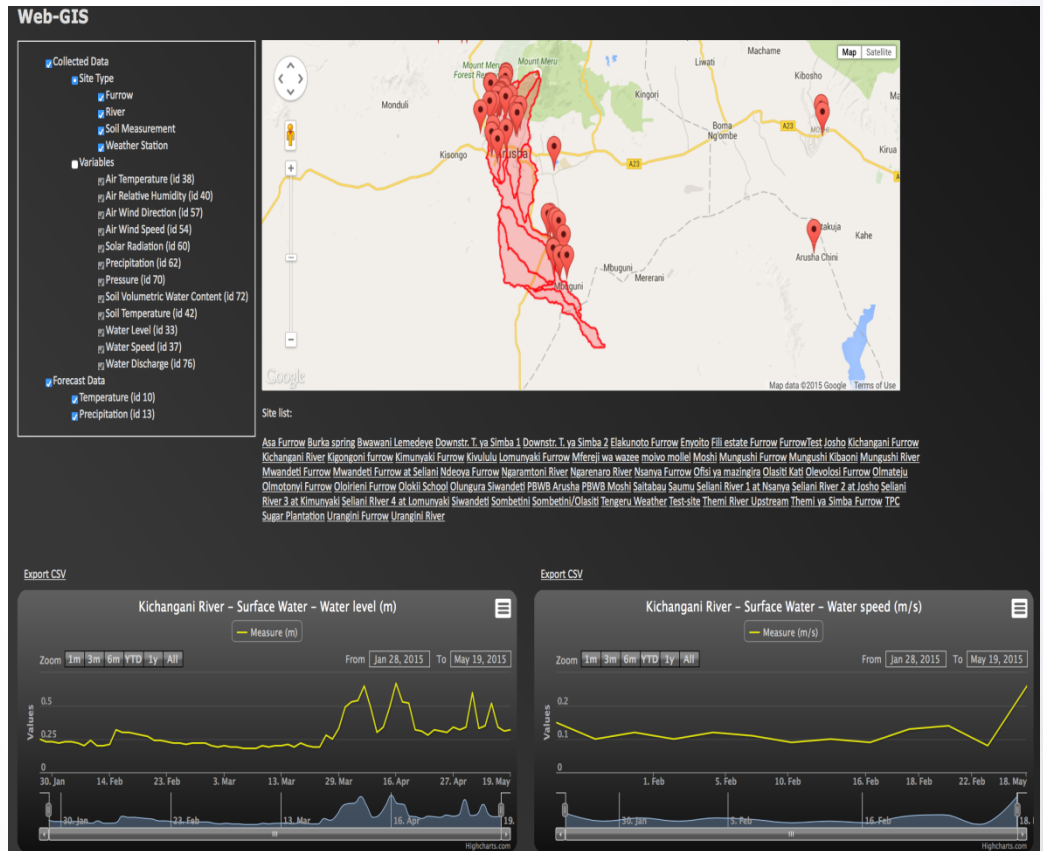 Web-GIS
Collected Data
Site Type
Furrow
River
Soil Measurement
Weather Station
Variables
Air Temperature (id 38)
Air Relative Humidity (id 40)
Air Wind Direction (id 57)
Air Wind Speed (id 54)
Solar Radiation (id 60)
Precipitation (id 62)
Pressure (id 70)
Soil Volumetric Water Content (id 72)
Soil Temperature (id 42)
Water Level (id 33)
Water Speed (id 37)
Water Discharge (id 76)
Forecast Data
Temperature (id 10)
Precipitation (id 13)
Machame
Map Satellite
Mount Meru
Mount Meru
Liwati
Kibosho
Kingori
Monduli
Boma
Ng'ombe
A23
Kisongo
Arusha
A23
Kirua
Kahe
Arusha Chini
Mbuguni
Mererani
Mbuguni
Google
Map data ©2015 Google Terms of Use
Site list:
Asa Furrow Burka spring Bwawani Lemedeye Downstr. T. ya Simba 1 Downstr. T. ya Simba 2 Elakunoto Furrow Enyoito Fili estate Furrow FurrowTest Josho Kichangani Furrow
Kichangani River Kigongoni furrow Kimunyaki Furrow Kivululu Lomunyaki Furrow Mfereji wa wazee moivo mollel Moshi Mungushi Furrow Mungushi Kibaoni Mungushi River
Mwandeti Furrow Mwandeti Furrow at Seliani Ndeoya Furrow Ngaramtoni River Ngarenaro River Nsanya Furrow Ofisi ya mazingira Olasiti Kati Olevolosi Furrow Olmateju
Olmotonyi Furrow Oloirieni Furrow Olokii School Olungura Siwandeti PBWB Arusha PBWB Moshi Saitabau Saumu Seliani River 1 at Nsanya Seliani River 2 at Josho Seliani
River 3 at Kimunyaki Seliani RIver 4 at Lomunyaki Siwandeti Sombetini Sombetini/Olasiti Tengeru Weather Test-site Themi River Upstream Themi ya Simba Furrow TPC
Sugar Plantation Urangini Furrow Urangini River
Export CSV
Kichangani River – Surface Water – Water level (m)
Measure (m)
Zoom 1m 3m 6m YTD 1y All From Jan 28, 2015 To May 19, 2015
Values
0.5
0.25
0
30. Jan 14. Feb 23. Feb 3. Mar 13. Mar 29. Mar 16. Apr 27. Apr 19. May
30. Jan 23. Feb 13. Mar 16. Apr 19.
Highcharts.com
Export CSV
Kichangani River – Surface Water – Water speed (m/s)
Measure (m/s)
Zoom 1m 3m 6m YTD 1y All From Jan 28, 2015 To May 19, 2015
Values
0.2
0.1
0
1. Feb 5. Feb 10. Feb 16. Feb 18. Feb 22. Feb 18. May
30. Jan 5. Feb 16. Feb 18.
Highcharts.com